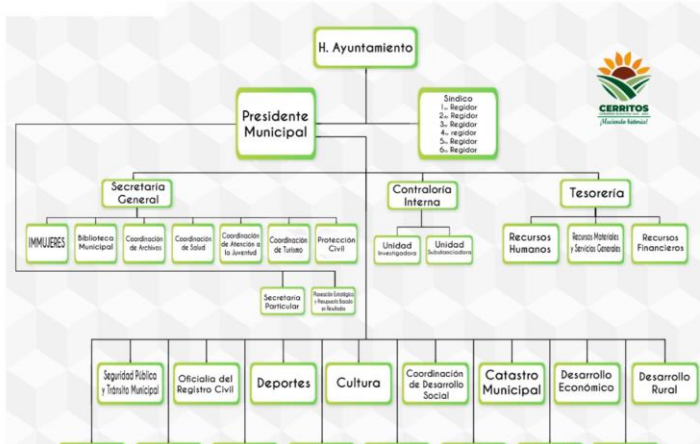 H. Ayuntamiento
CERRITOS
¡Haciendo historia!
Presidente
Municipal
Síndico
1er Regidor
2do Regidor
3er Regidor
4to regidor
5to Regidor
6to Regidor
Secretaría
General
Contraloría
Interna
Tesorería
INMUJERES
Biblioteca
Municipal
Coordinación
de Archivos
Coordinación
de Salud
Coordinación
de Atención a
la Juventud
Coordinación
de Turismo
Protección
Civil
Unidad
Investigadora
Unidad
Substanciadora
Recursos
Humanos
Recursos Materiales
y Servicios Generales
Recursos
Financieros
Secretaría
Particular
Planeación Estratégica
y Presupuesto Basado
en Resultados
Seguridad Pública
y Tránsito Municipal
Oficialía del
Registro Civil
Deportes
Cultura
Coordinación
de Desarrollo
Social
Catastro
Municipal
Desarrollo
Económico
Desarrollo
Rural